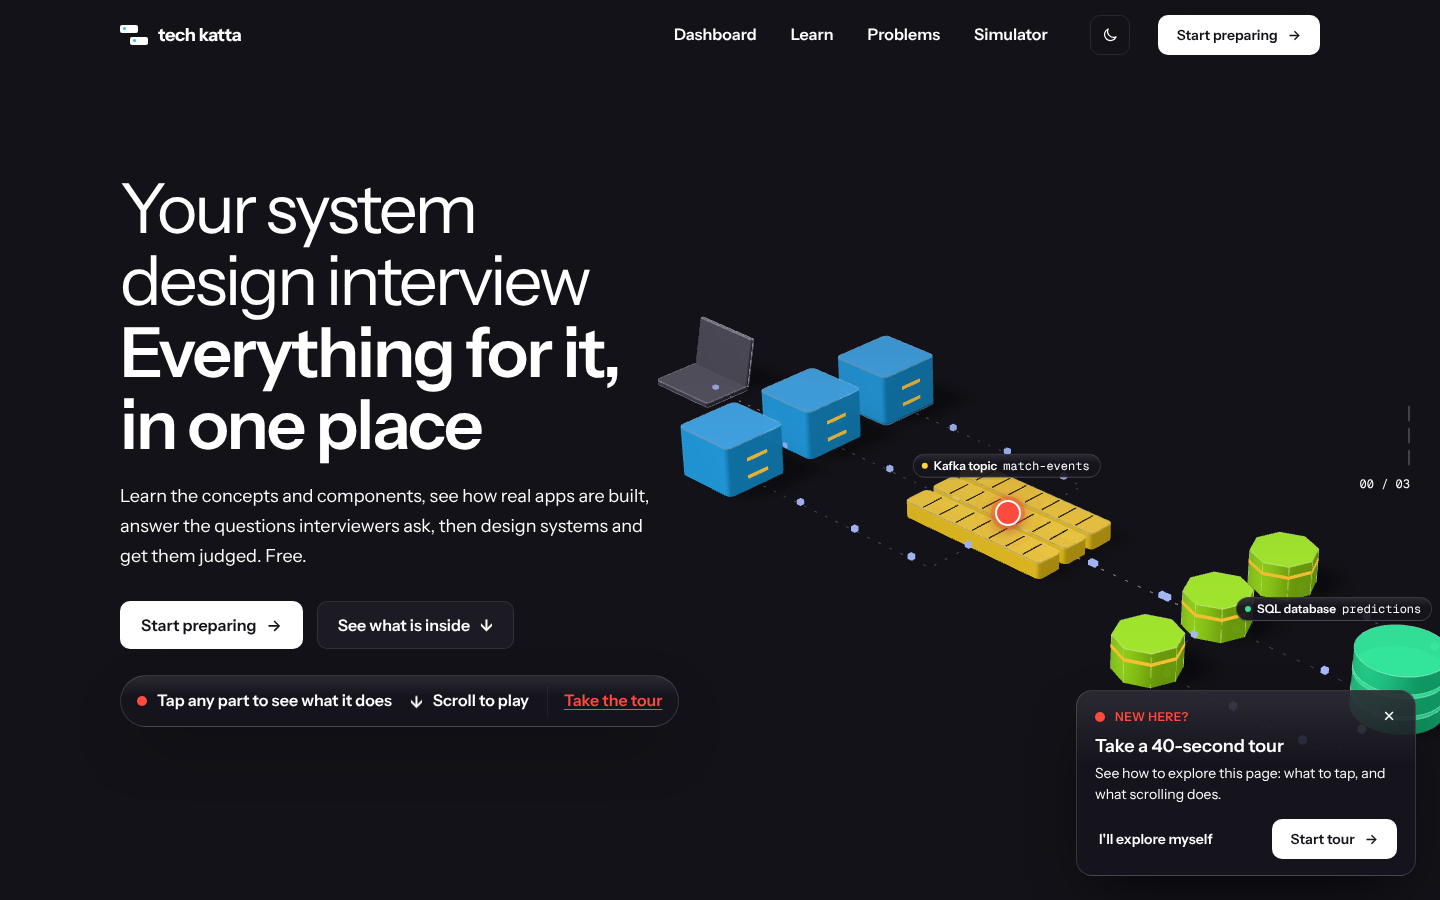 tech katta
Dashboard
Learn
Problems
Simulator
Start preparing →
Your system
design interview
Everything for it,
in one place
Learn the concepts and components, see how real apps are built,
answer the questions interviewers ask, then design systems and
get them judged. Free.
Start preparing →
See what is inside ↓
Tap any part to see what it does ↓ Scroll to play Take the tour
Kafka topic match-events
00 / 03
SQL database predictions
NEW HERE? ✕
Take a 40-second tour
See how to explore this page: what to tap, and
what scrolling does.
I'll explore myself
Start tour →